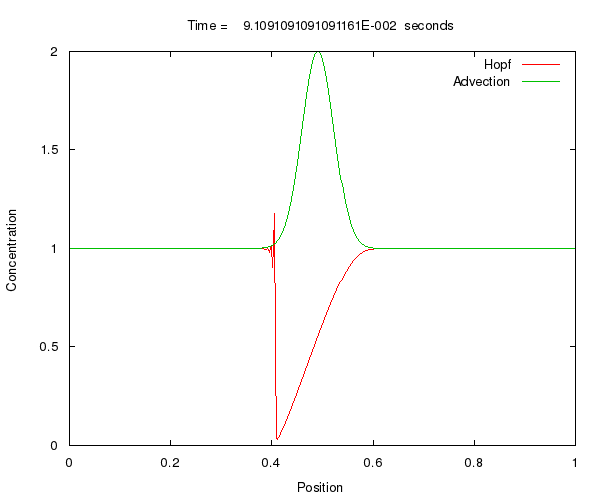 Time =    9.1091091091091161E-002  seconds
Hopf
Advection
2
1.5
1
0.5
0
Concentration
0 0.2 0.4 0.6 0.8 1
Position